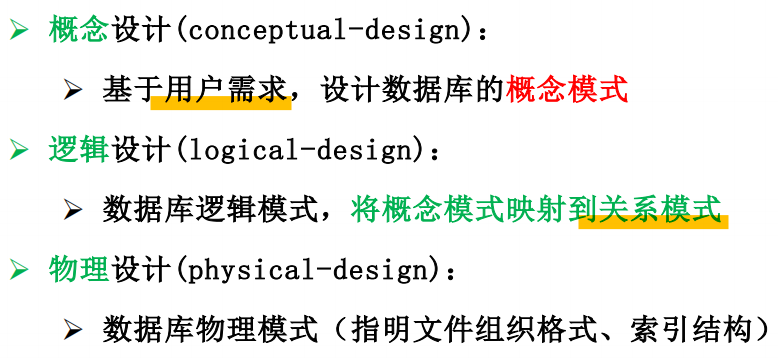 概念设计(conceptual-design):
基于用户需求，设计数据库的概念模式
逻辑设计(logical-design):
数据库逻辑模式，将概念模式映射到关系模式
物理设计(physical-design):
数据库物理模式（指明文件组织格式、索引结构）